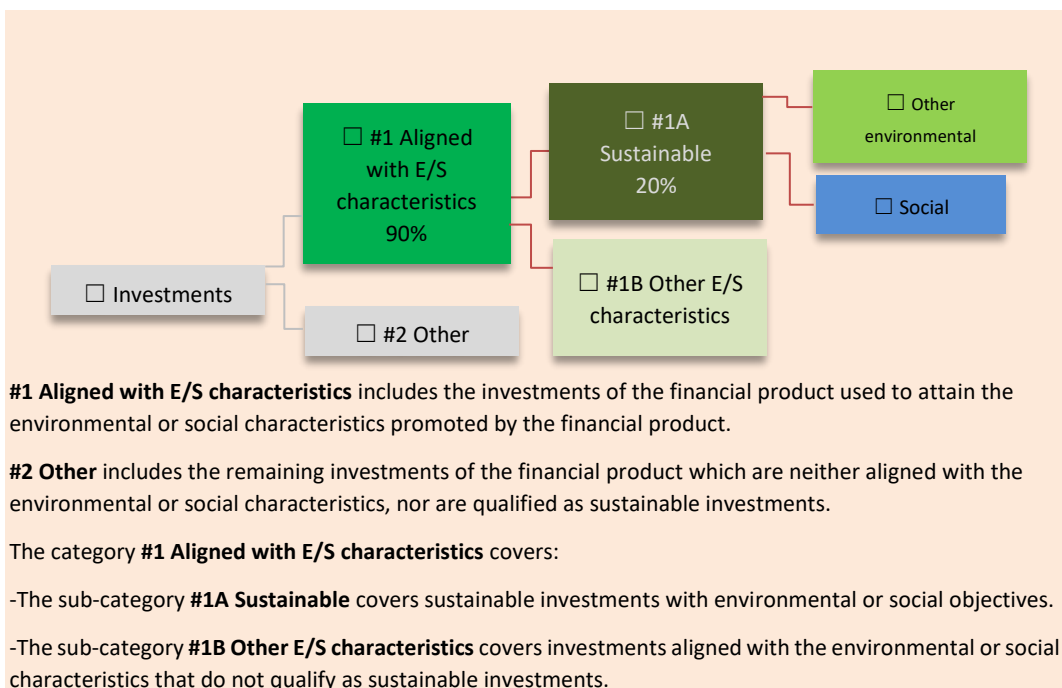 ☐ #1 Aligned
with E/S
characteristics
90%
☐ #1A
Sustainable
20%
☐ Other
environmental
☐ Social
☐ Investments
☐ #1B Other E/S
characteristics
☐ #2 Other
#1 Aligned with E/S characteristics includes the investments of the financial product used to attain the
environmental or social characteristics promoted by the financial product.
#2 Other includes the remaining investments of the financial product which are neither aligned with the
environmental or social characteristics, nor are qualified as sustainable investments.
The category #1 Aligned with E/S characteristics covers:
-The sub-category #1A Sustainable covers sustainable investments with environmental or social objectives.
-The sub-category #1B Other E/S characteristics covers investments aligned with the environmental or social
characteristics that do not qualify as sustainable investments.